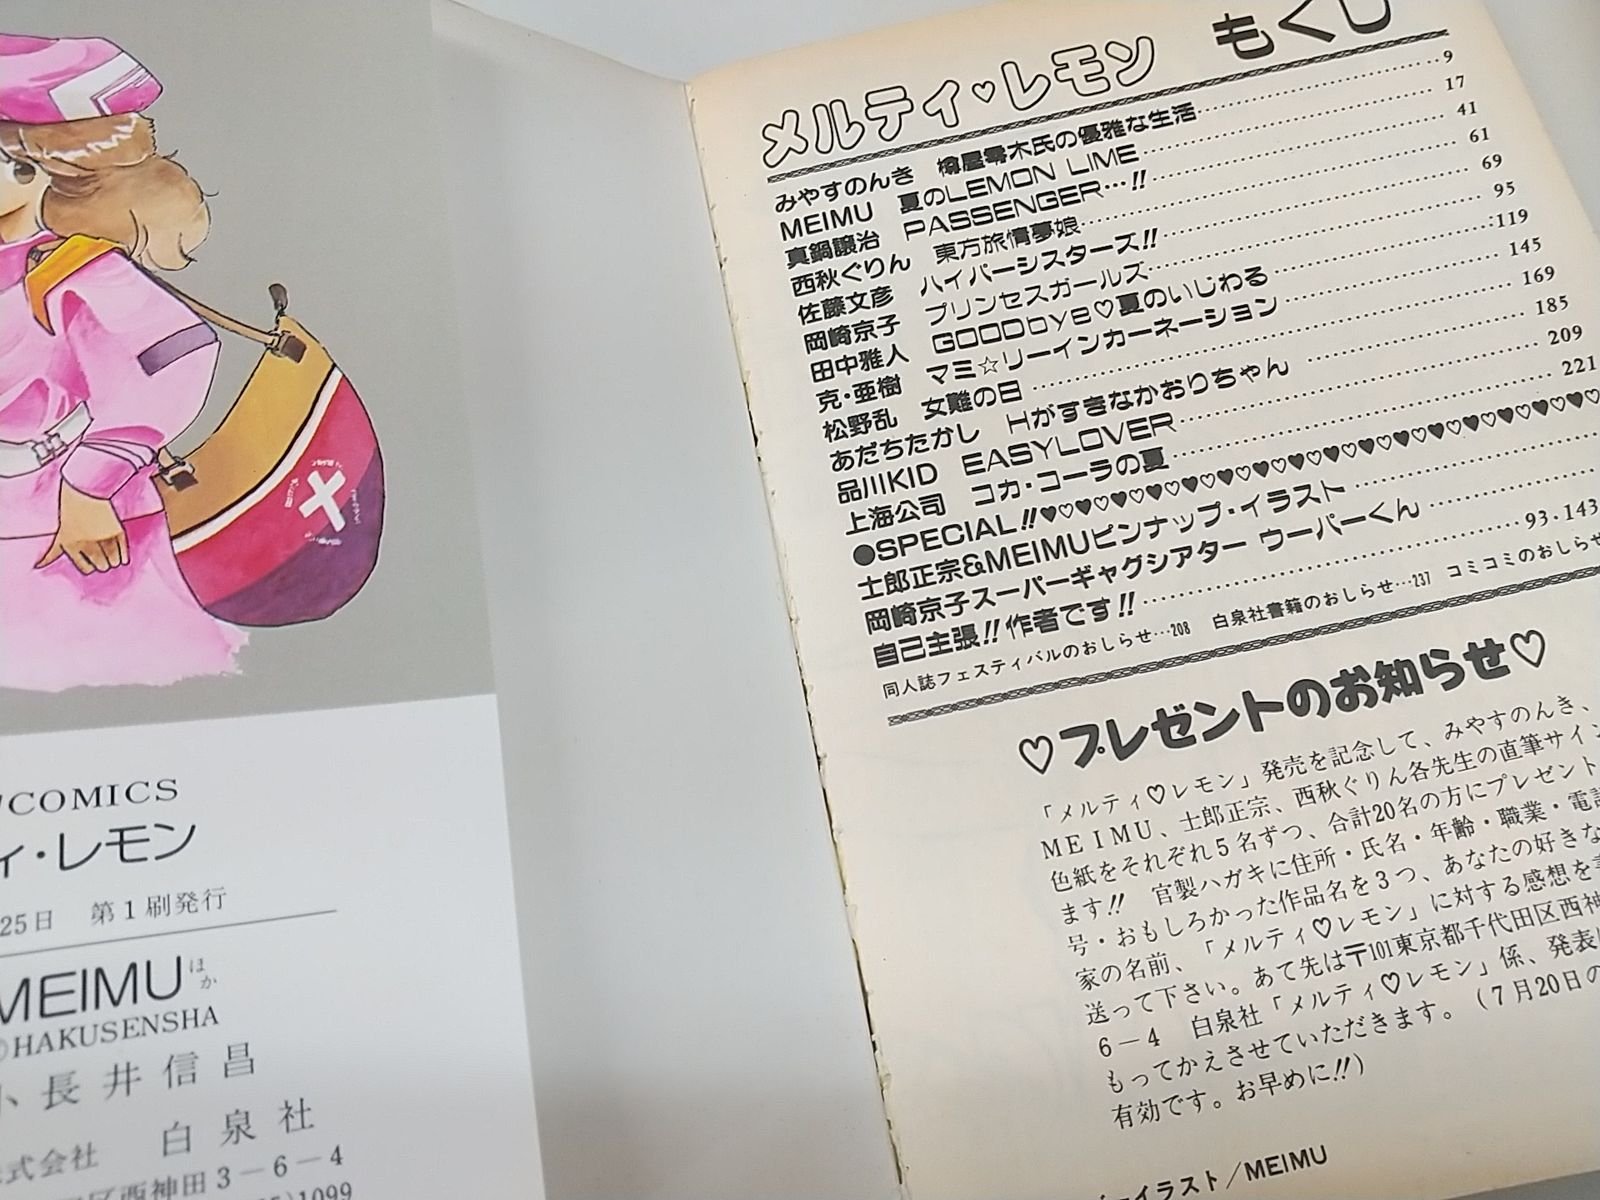 メルティ♡レモン もくじ
みやすのんき 樽屋零木氏の優雅な生活 9
MEIMU 夏のLEMON LIME 17
真鍋譲治 PASSENGER…!! 41
西秋ぐりん 東方旅情夢娘 61
佐藤文彦 ハイパーシスターズ!! 69
岡崎京子 プリンセスガールズ 95
田中雅人 GOODbye♡夏のいじわる 119
克・亜樹 マミ☆リーインカーネーション 145
松野乱 女難の日 169
あだちたかし Hがすきなかおりちゃん 185
品川KID EASYLOVER 209
上海公司 コカ・コーラの夏 221
●SPECIAL!!
士郎正宗&MEIMUピンナップ・イラスト
岡崎京子スーパーギャグシアター ウーパーくん
自己主張!!作者です!! 93・143
同人誌フェスティバルのおしらせ…208 白泉社書籍のおしらせ…237 コミコミのおしらせ
♡プレゼントのお知らせ♡
「メルティ♡レモン」発売を記念して、みやすのんき、
MEIMU、士郎正宗、西秋ぐりん各先生の直筆サイン
色紙をそれぞれ5名ずつ、合計20名の方にプレゼント
ます!! 官製ハガキに住所・氏名・年齢・職業・電話
号・おもしろかった作品名を3つ、あなたの好きな
家の名前、「メルティ♡レモン」に対する感想を
送って下さい。あて先は〒101東京都千代田区西神
6－4 白泉社「メルティ♡レモン」係、発表
もってかえさせていただきます。(7月20日の
有効です。お早めに!!)
イラスト/MEIMU
COMICS
ィ・レモン
25日 第1刷発行
MEIMUほか
©HAKUSENSHA
小長井信昌
式会社 白泉社
区西神田3－6－4
1099